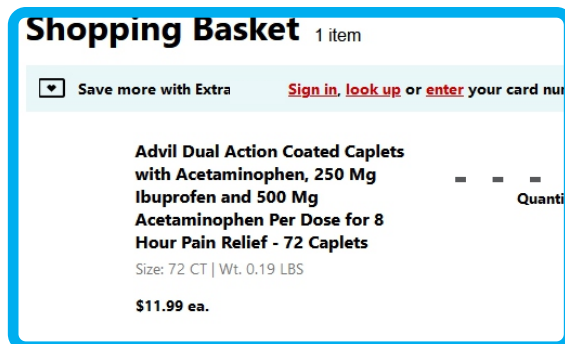 Shopping Basket 1 item
Save more with Extra Sign in, look up or enter your card
Advil Dual Action Coated Caplets
with Acetaminophen, 250 Mg
Ibuprofen and 500 Mg
Acetaminophen Per Dose for 8
Hour Pain Relief - 72 Caplets
Size: 72 CT | Wt. 0.19 LBS
$11.99 ea.